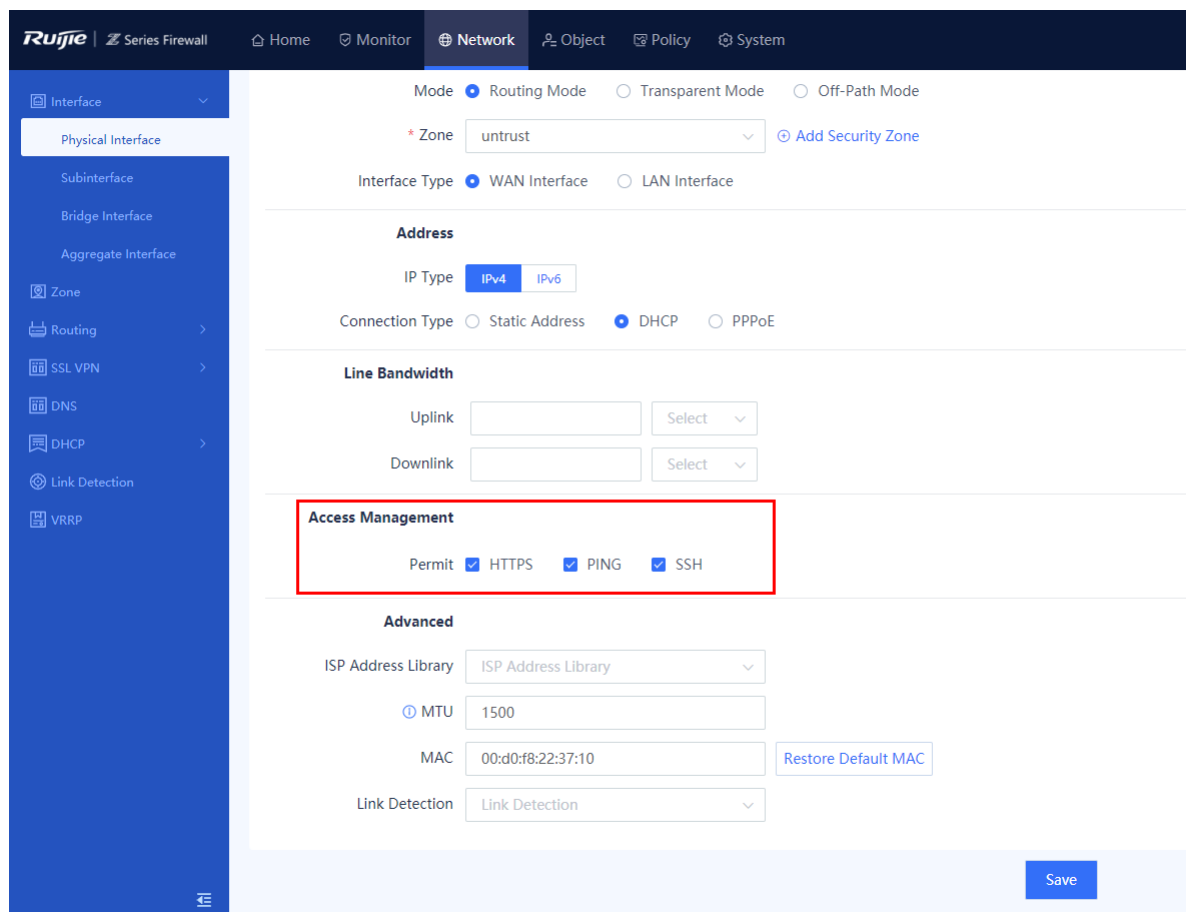 Ruijie | Z Series Firewall Home Monitor Network Object Policy System
Interface
Physical Interface
Subinterface
Bridge Interface
Aggregate Interface
Zone
Routing
SSL VPN
DNS
DHCP
Link Detection
VRRP
Mode Routing Mode Transparent Mode Off-Path Mode
* Zone untrust Add Security Zone
Interface Type WAN Interface LAN Interface
Address
IP Type IPv4 IPv6
Connection Type Static Address DHCP PPPoE
Line Bandwidth
Uplink Select
Downlink Select
Access Management
Permit HTTPS PING SSH
Advanced
ISP Address Library ISP Address Library
MTU 1500
MAC 00:d0:f8:22:37:10 Restore Default MAC
Link Detection Link Detection
Save